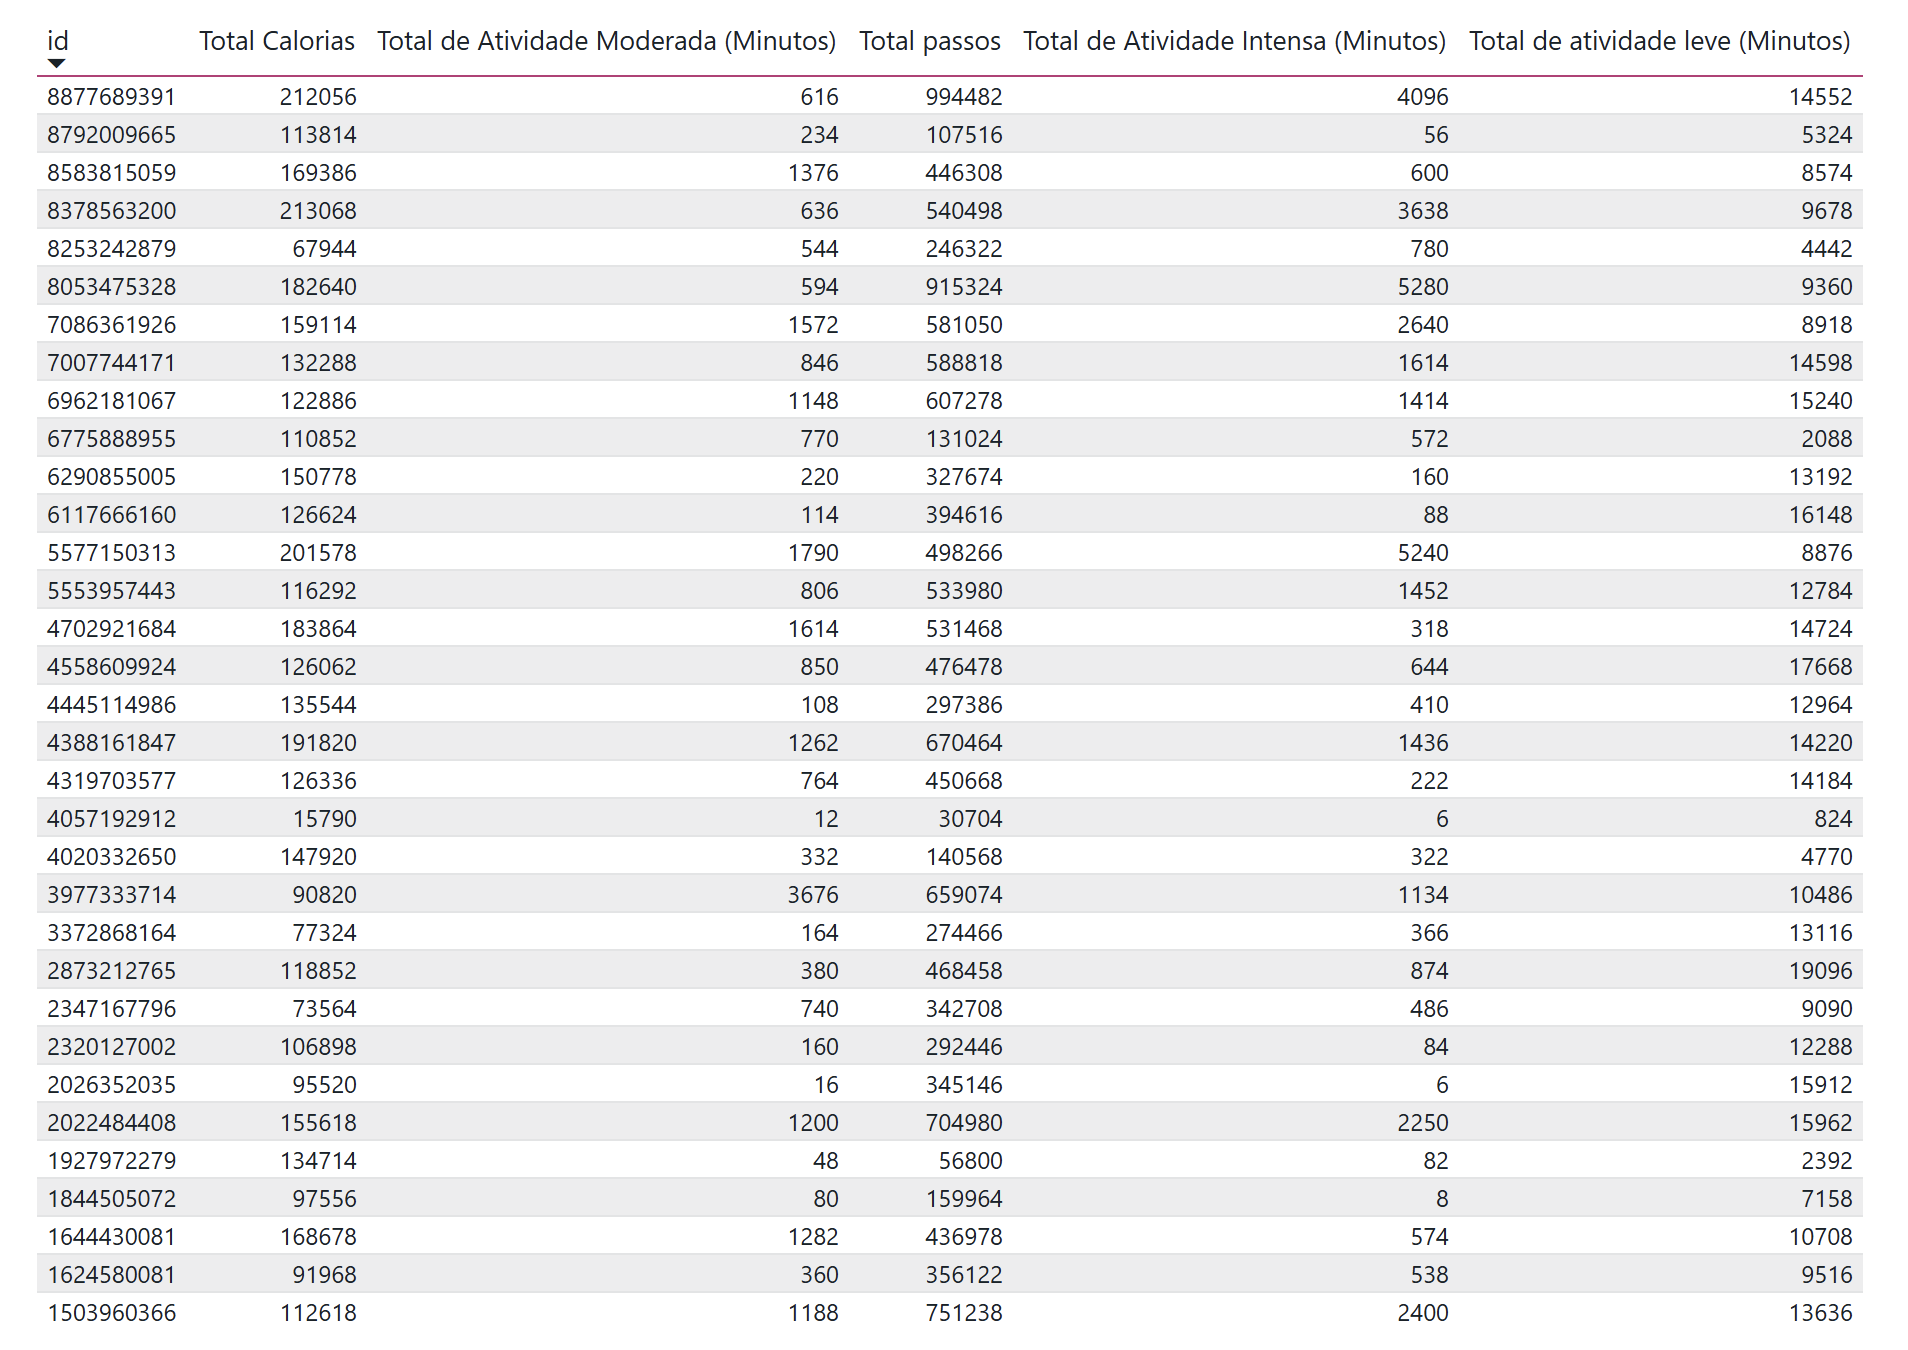 id Total Calorias Total de Atividade Moderada (Minutos) Total passos Total de Atividade Intensa (Minutos) Total de atividade leve (Minutos)
8877689391 212056 616 994482 4096 14552
8792009665 113814 234 107516 56 5324
8583815059 169386 1376 446308 600 8574
8378563200 213068 636 540498 3638 9678
8253242879 67944 544 246322 780 4442
8053475328 182640 594 915324 5280 9360
7086361926 159114 1572 581050 2640 8918
7007744171 132288 846 588818 1614 14598
6962181067 122886 1148 607278 1414 15240
6775888955 110852 770 131024 572 2088
6290855005 150778 220 327674 160 13192
6117666160 126624 114 394616 88 16148
5577150313 201578 1790 498266 5240 8876
5553957443 116292 806 533980 1452 12784
4702921684 183864 1614 531468 318 14724
4558609924 126062 850 476478 644 17668
4445114986 135544 108 297386 410 12964
4388161847 191820 1262 670464 1436 14220
4319703577 126336 764 450668 222 14184
4057192912 15790 12 30704 6 824
4020332650 147920 332 140568 322 4770
3977333714 90820 3676 659074 1134 10486
3372868164 77324 164 274466 366 13116
2873212765 118852 380 468458 874 19096
2347167796 73564 740 342708 486 9090
2320127002 106898 160 292446 84 12288
2026352035 95520 16 345146 6 15912
2022484408 155618 1200 704980 2250 15962
1927972279 134714 48 56800 82 2392
1844505072 97556 80 159964 8 7158
1644430081 168678 1282 436978 574 10708
1624580081 91968 360 356122 538 9516
1503960366 112618 1188 751238 2400 13636